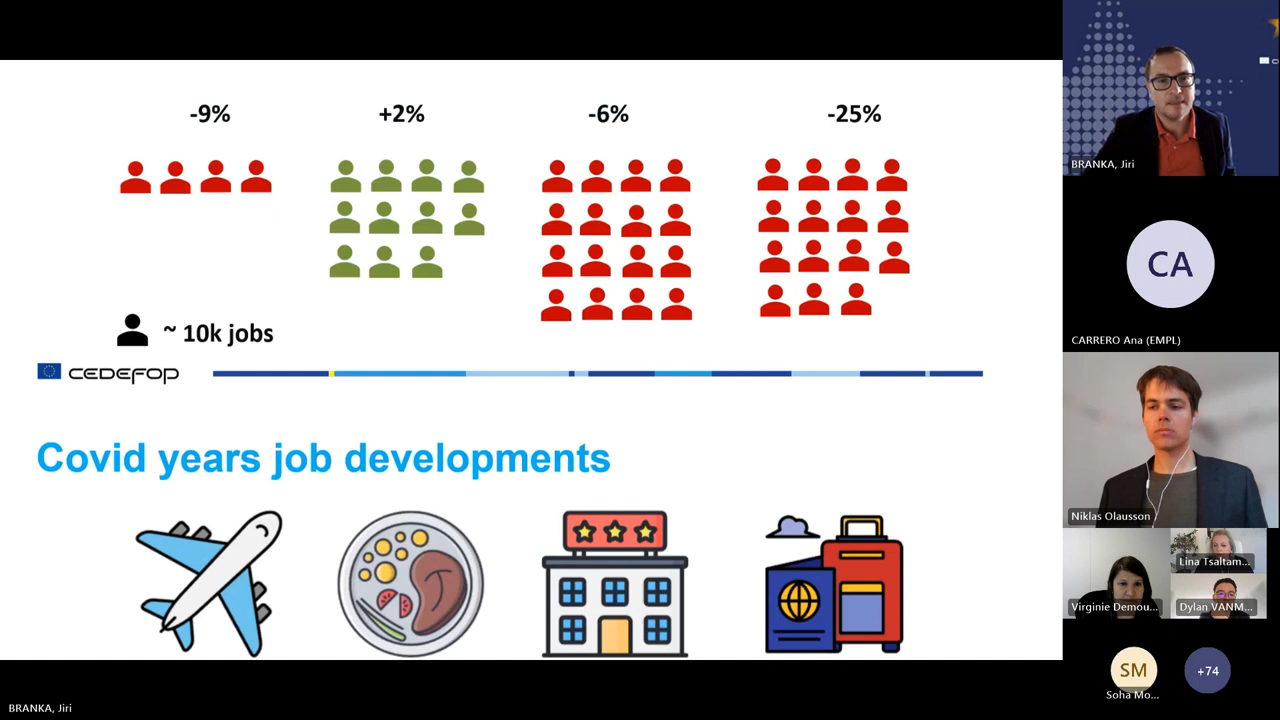 -9%
+2%
-6%
-25%
~ 10k jobs
CEDEFOP
Covid years job developments
BRANKA, Jiri
CA
CARRERO Ana (EMPL)
Niklas Olausson
Lina Tsaltam...
Virginie Demou...
Dylan VANM...
SM
Soha Mo...
+74
BRANKA, Jiri